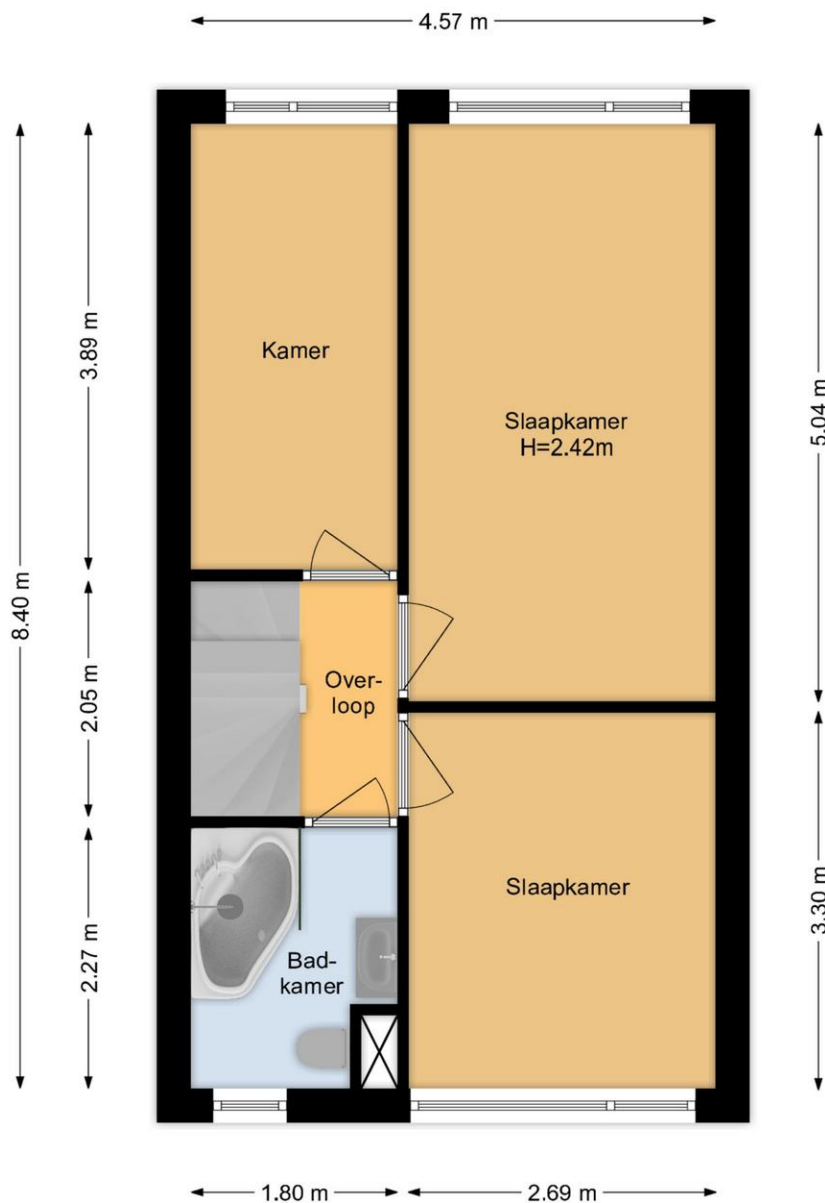 4.57 m
3.89 m
Kamer
5.04 m
Slaapkamer
H=2.42m
8.40 m
2.05 m
Over-
loop
3.30 m
Slaapkamer
2.27 m
Bad-
kamer
1.80 m
2.69 m